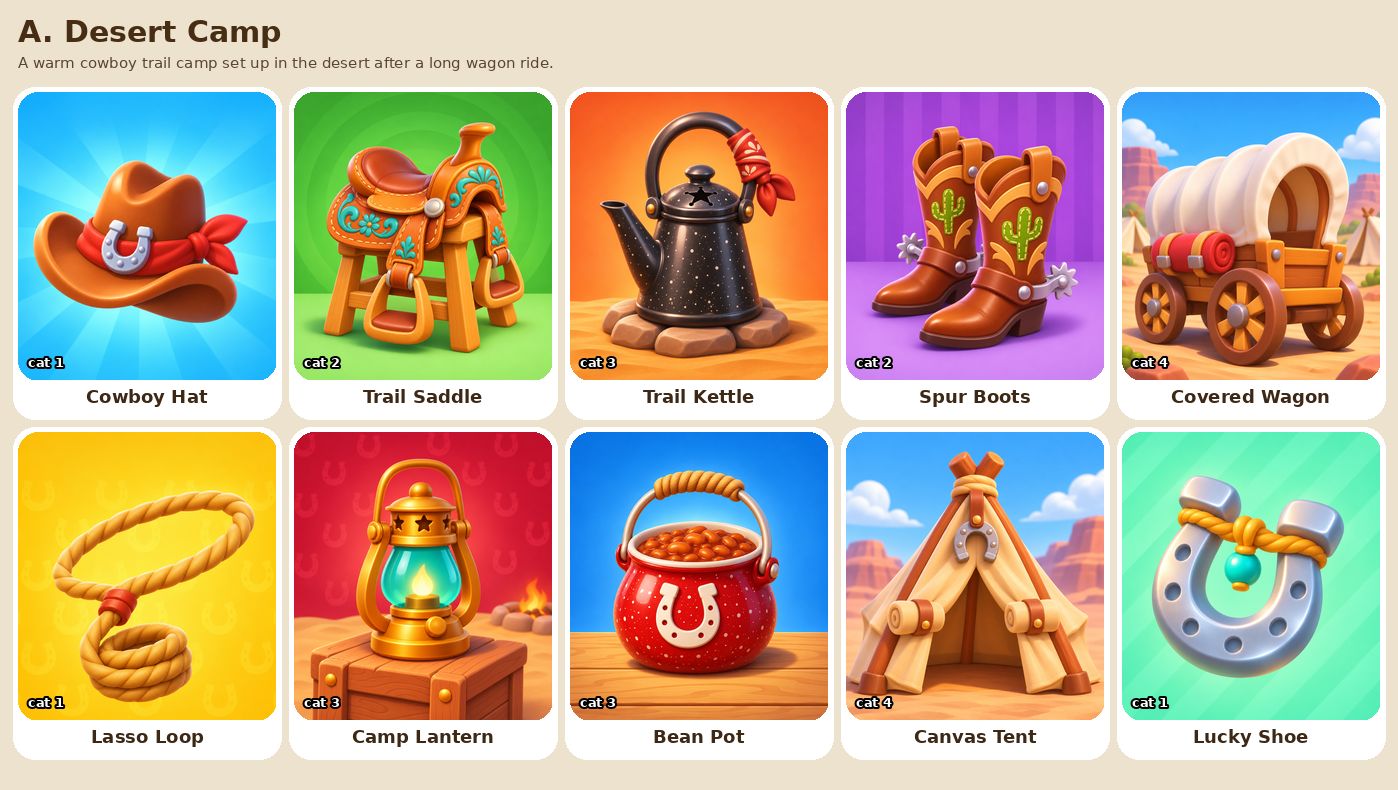 A. Desert Camp
A warm cowboy trail camp set up in the desert after a long wagon ride.
cat 1
Cowboy Hat
cat 2
Trail Saddle
cat 3
Trail Kettle
cat 2
Spur Boots
cat 4
Covered Wagon
cat 1
Lasso Loop
cat 3
Camp Lantern
cat 3
Bean Pot
cat 4
Canvas Tent
cat 1
Lucky Shoe